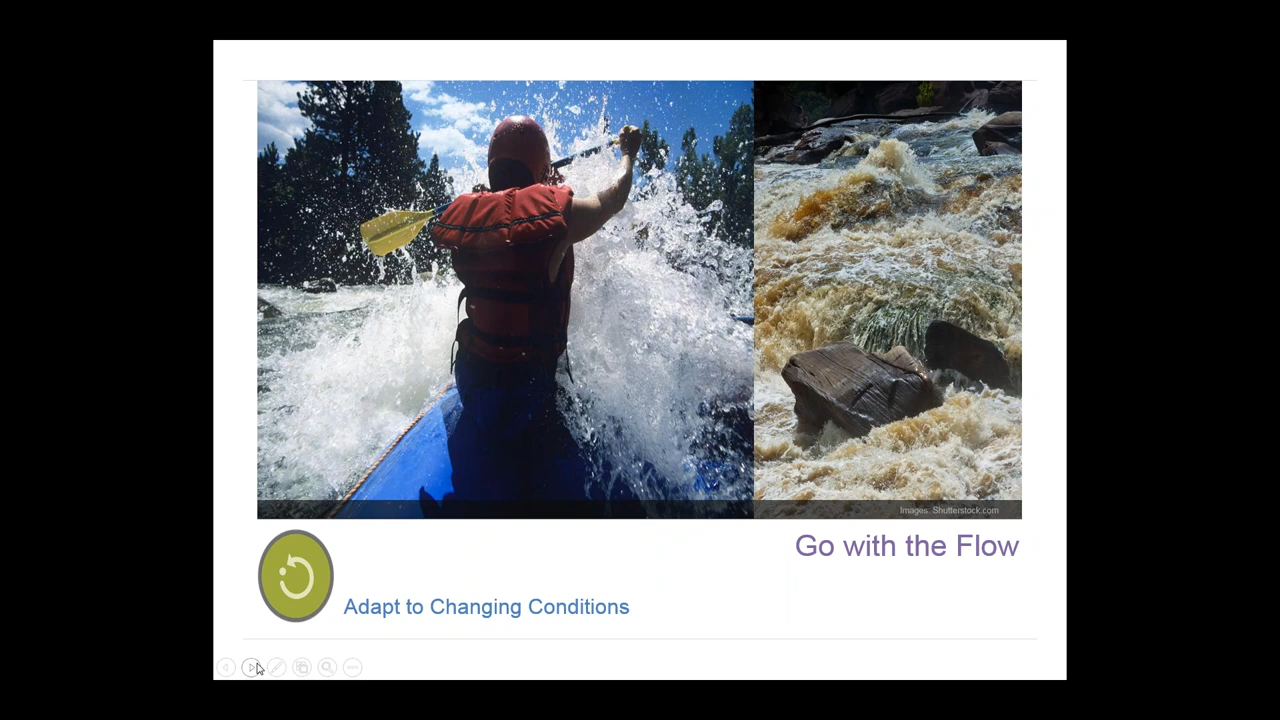 Images: Shutterstock.com
Go with the Flow
Adapt to Changing Conditions